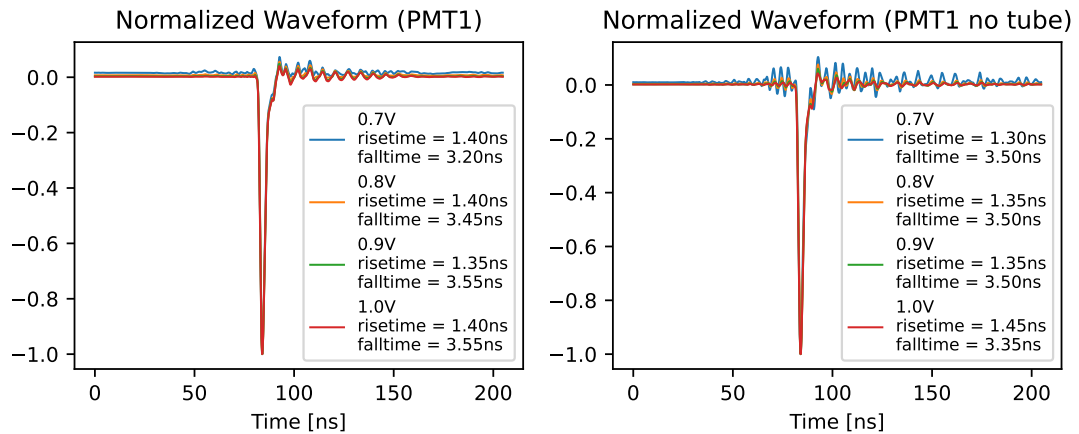 Normalized Waveform (PMT1)
0.0
−0.2
−0.4
−0.6
−0.8
−1.0
0
50
100
150
200
Time [ns]
0.7V
risetime = 1.40ns
falltime = 3.20ns
0.8V
risetime = 1.40ns
falltime = 3.45ns
0.9V
risetime = 1.35ns
falltime = 3.55ns
1.0V
risetime = 1.40ns
falltime = 3.55ns
Normalized Waveform (PMT1 no tube)
0.0
−0.2
−0.4
−0.6
−0.8
−1.0
0
50
100
150
200
Time [ns]
0.7V
risetime = 1.30ns
falltime = 3.50ns
0.8V
risetime = 1.35ns
falltime = 3.50ns
0.9V
risetime = 1.35ns
falltime = 3.50ns
1.0V
risetime = 1.45ns
falltime = 3.35ns